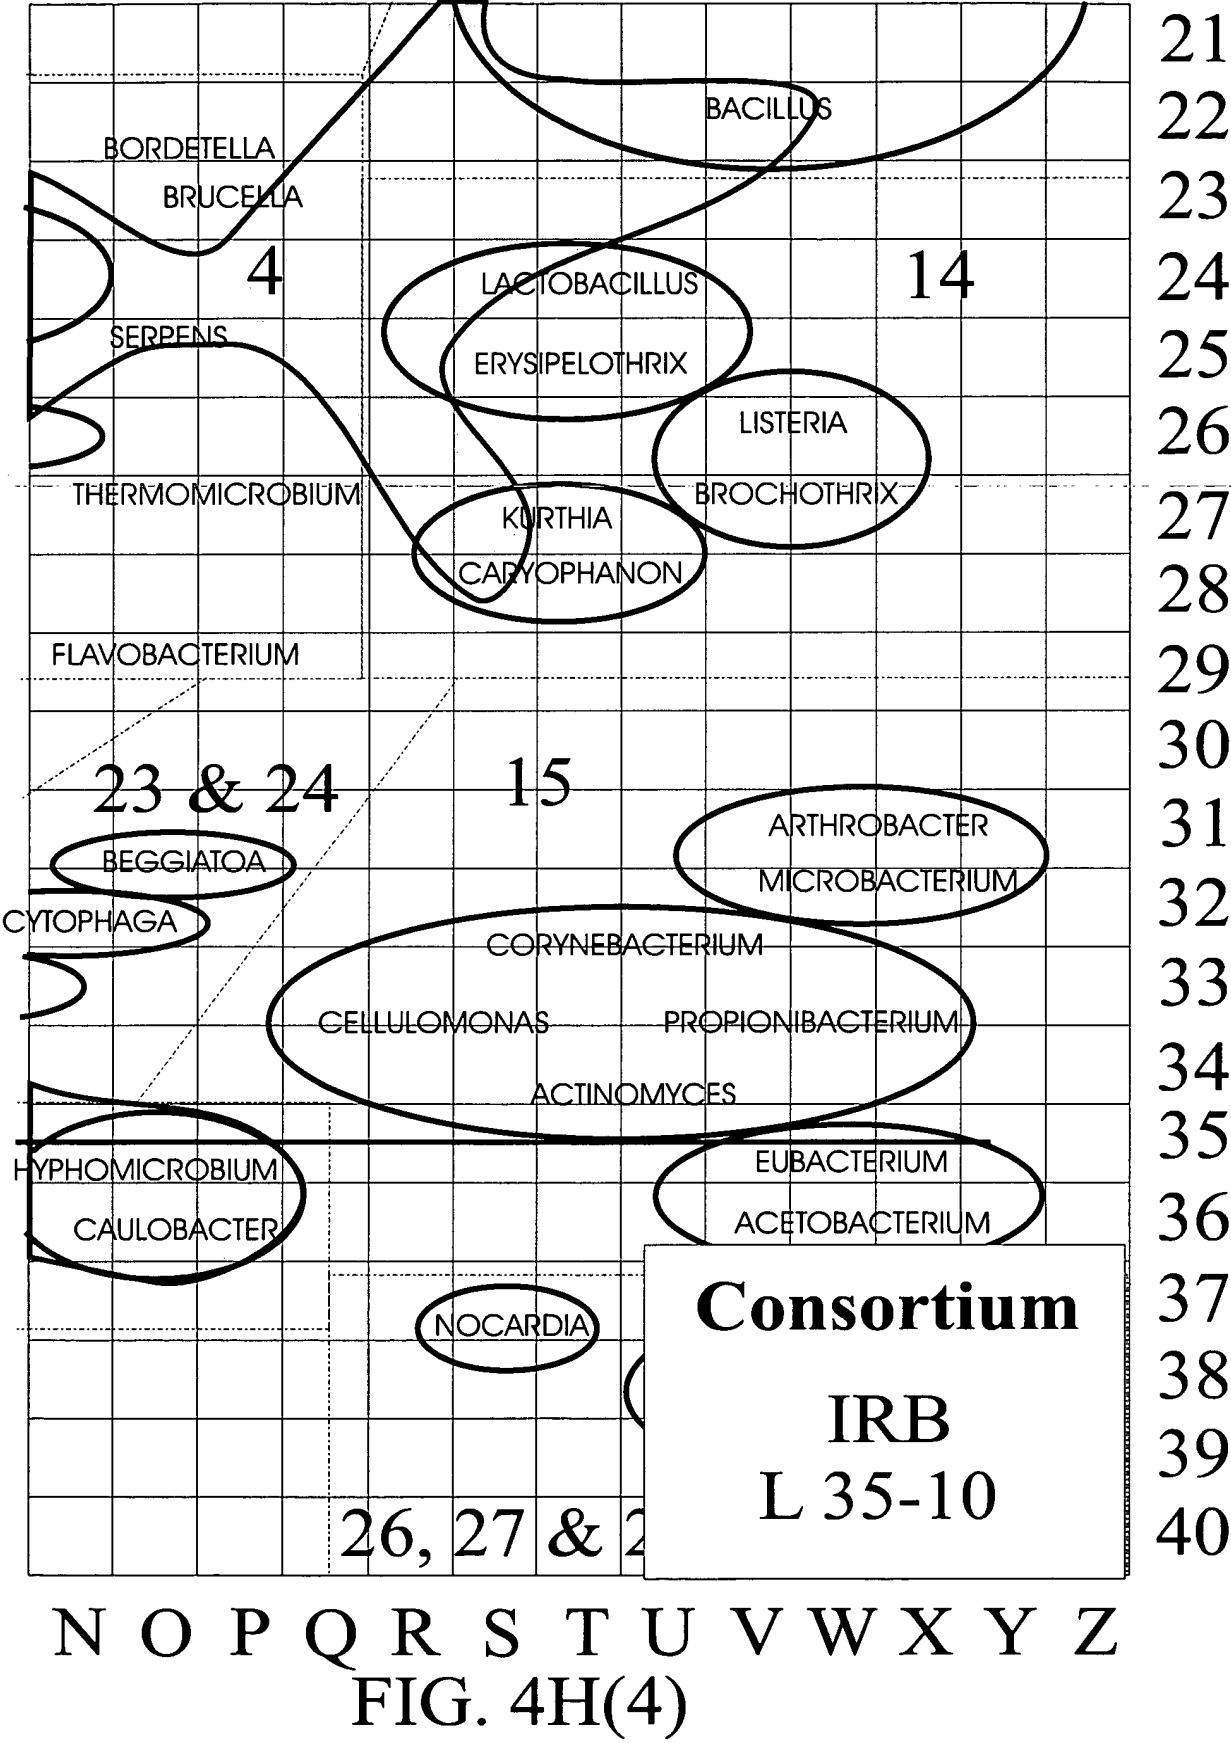 21
BACILLUS
22
BORDETELLA
BRUCELLA
23
4
LACTOBACILLUS
14
24
SERPENS
ERYSIPELOTHRIX
25
LISTERIA
26
THERMOMICROBIUM
BROCHOTHRIX
KURTHIA
27
CARYOPHANON
28
FLAVOBACTERIUM
29
30
23 & 24
15
ARTHROBACTER
31
BEGGIATOA
MICROBACTERIUM
32
CYTOPHAGA
CORYNEBACTERIUM
33
CELLULOMONAS
PROPIONIBACTERIUM
34
ACTINOMYCES
35
HYPHOMICROBIUM
EUBACTERIUM
36
CAULOBACTER
ACETOBACTERIUM
37
NOCARDIA
Consortium
38
IRB
39
L 35-10
26, 27 & 2
40
N O P Q R S T U V W X Y Z
FIG. 4H(4)